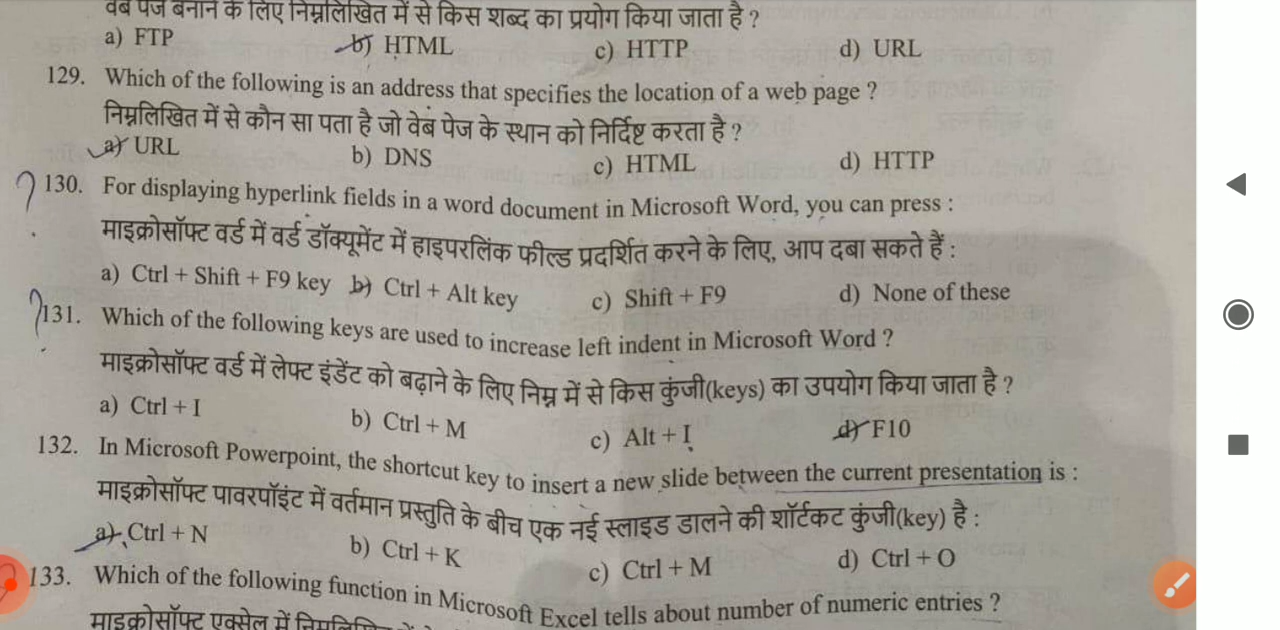 वेब पेज बनाने के लिए निम्नलिखित में से किस शब्द का प्रयोग किया जाता है ?
a) FTP b) HTML c) HTTP d) URL
129. Which of the following is an address that specifies the location of a web page ?
निम्नलिखित में से कौन सा पता है जो वेब पेज के स्थान को निर्दिष्ट करता है ?
a) URL b) DNS c) HTML d) HTTP
130. For displaying hyperlink fields in a word document in Microsoft Word, you can press :
माइक्रोसॉफ्ट वर्ड में वर्ड डॉक्यूमेंट में हाइपरलिंक फील्ड प्रदर्शित करने के लिए, आप दबा सकते हैं :
a) Ctrl + Shift + F9 key b) Ctrl + Alt key c) Shift + F9 d) None of these
131. Which of the following keys are used to increase left indent in Microsoft Word ?
माइक्रोसॉफ्ट वर्ड में लेफ्ट इंडेंट को बढ़ाने के लिए निम्न में से किस कुंजी(keys) का उपयोग किया जाता है ?
a) Ctrl + I b) Ctrl + M c) Alt + I d) F10
132. In Microsoft Powerpoint, the shortcut key to insert a new slide between the current presentation is :
माइक्रोसॉफ्ट पावरपॉइंट में वर्तमान प्रस्तुति के बीच एक नई स्लाइड डालने की शॉर्टकट कुंजी(key) है :
a) Ctrl + N b) Ctrl + K c) Ctrl + M d) Ctrl + O
133. Which of the following function in Microsoft Excel tells about number of numeric entries ?
माइक्रोसॉफ्ट एक्सेल में